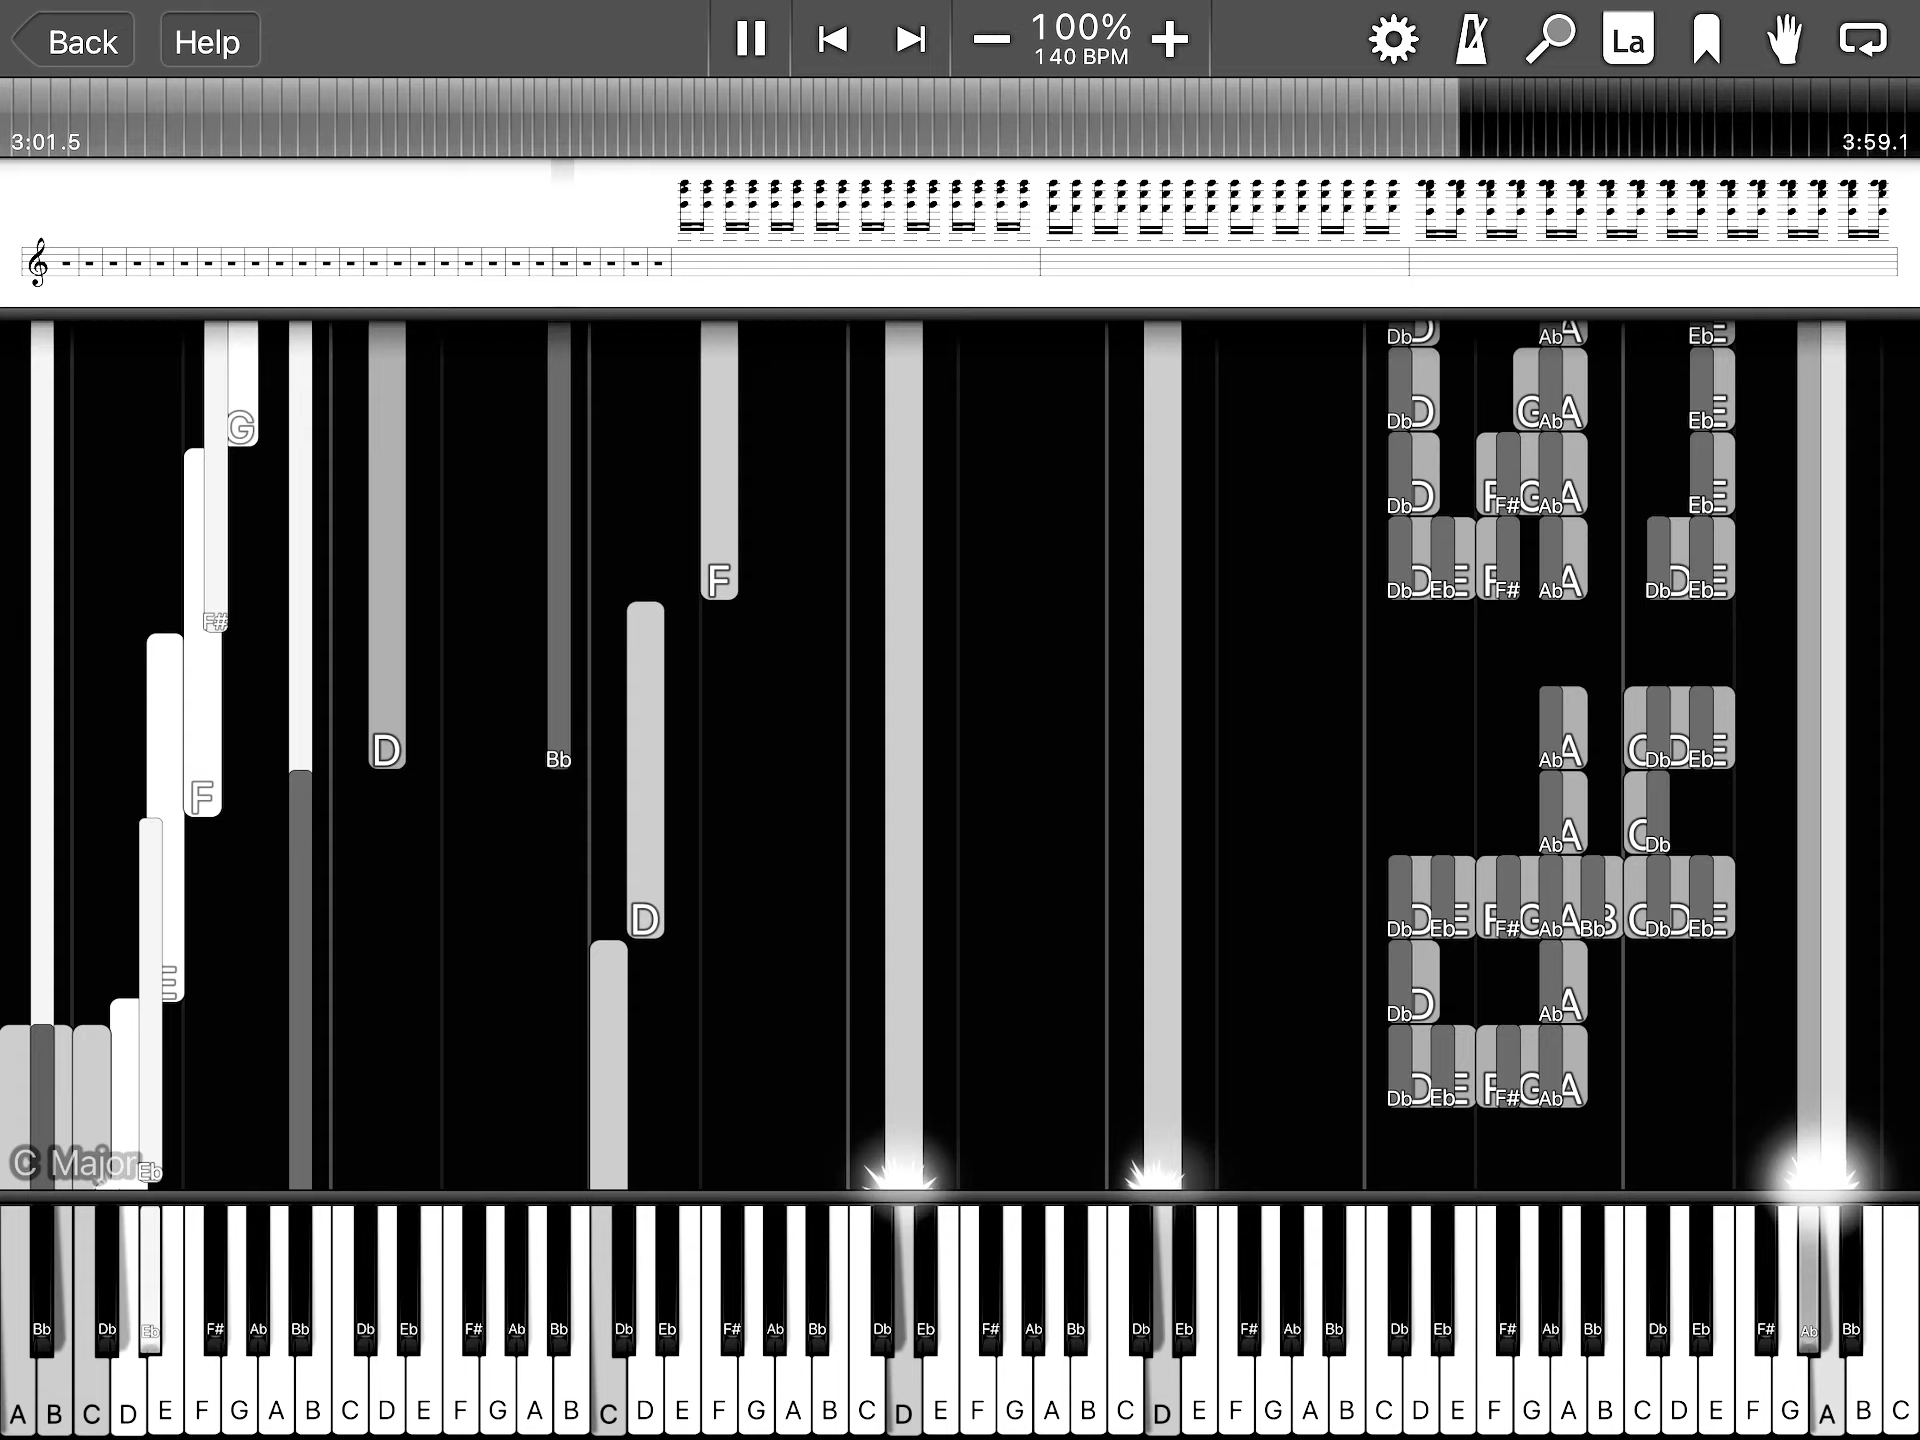 Back Help 100% La
140 BPM
3:01.5 3:59.1
Db D Ab A Eb E
G Db D G Ab A Eb E
Db D F F# G Ab A Eb E
F Db D Eb E F F# Ab A Db D Eb E
F#
D Bb Ab A C Db D Eb E
F Ab A C Db
D Db D Eb E F F# G Ab A Bb B C Db D Eb E
E Db D Ab A
Db D Eb E F F# G Ab A
C Major Eb
Bb Db Eb F# Ab Bb Db Eb F# Ab Bb Db Eb F# Ab Bb Db Eb F# Ab Bb Db Eb F# Ab Bb Db Eb F# Ab Bb Db Eb F# Ab Bb
A B C D E F G A B C D E F G A B C D E F G A B C D E F G A B C D E F G A B C D E F G A B C D E F G A B C